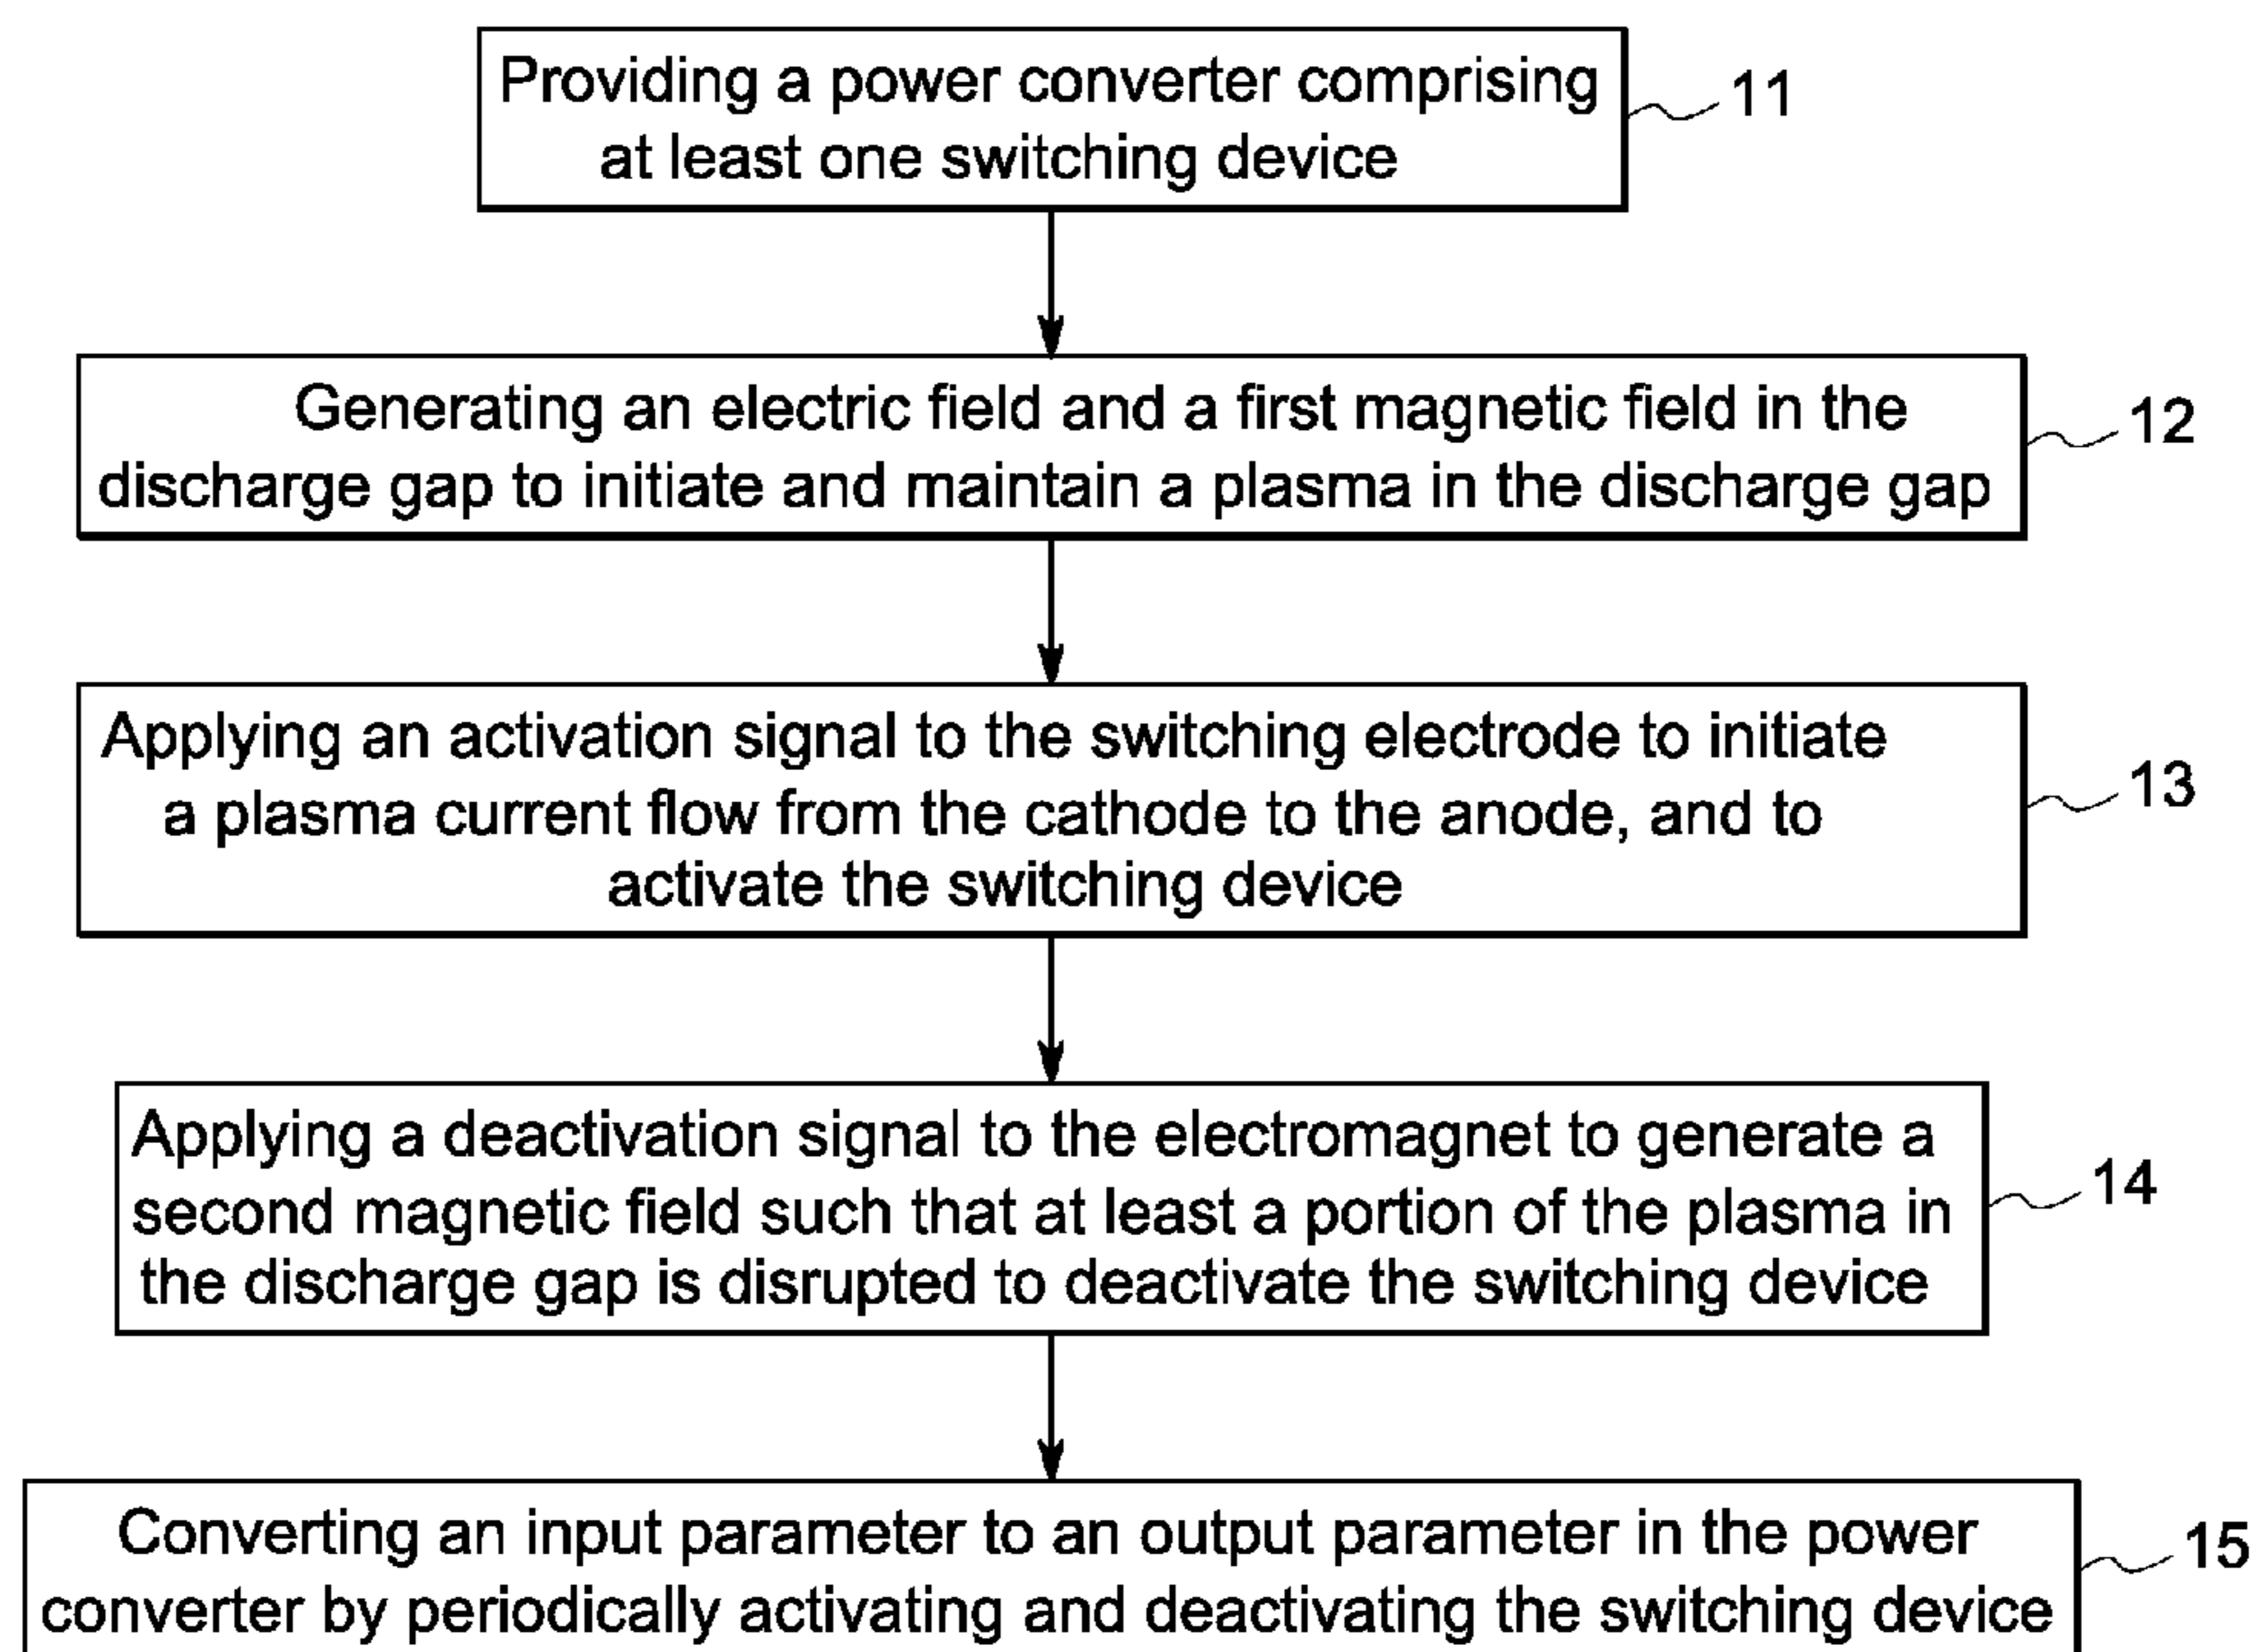 Providing a power converter comprising
at least one switching device
11
Generating an electric field and a first magnetic field in the
discharge gap to initiate and maintain a plasma in the discharge gap
12
Applying an activation signal to the switching electrode to initiate
a plasma current flow from the cathode to the anode, and to
activate the switching device
13
Applying a deactivation signal to the electromagnet to generate a
second magnetic field such that at least a portion of the plasma in
the discharge gap is disrupted to deactivate the switching device
14
Converting an input parameter to an output parameter in the power
converter by periodically activating and deactivating the switching device
15